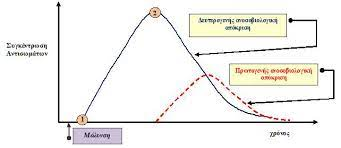 Συγκέντρωση
Αντισωμάτων
2
Δευτερογενής ανοσοβιολογική
απόκριση
Πρωτογενής ανοσοβιολογική
απόκριση
1
Μόλυνση
χρόνος